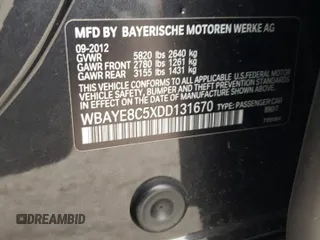 MFD BY BAYERISCHE MOTOREN WERKE AG
09-2012
GVWR 5820 lbs 2640 kg
GAWR FRONT 2780 lbs 1261 kg
GAWR REAR 3155 lbs 1431 kg
THIS VEHICLE CONFORMS TO ALL APPLICABLE
FEDERAL MOTOR VEHICLE SAFETY, BUMPER AND
THEFT PREVENTION STANDARDS IN EFFECT ON THE
DATE OF MANUFACTURE SHOWN ABOVE.
WBAYE8C5XDD131670 TYPE: PASSENGER CAR
DREAMBID